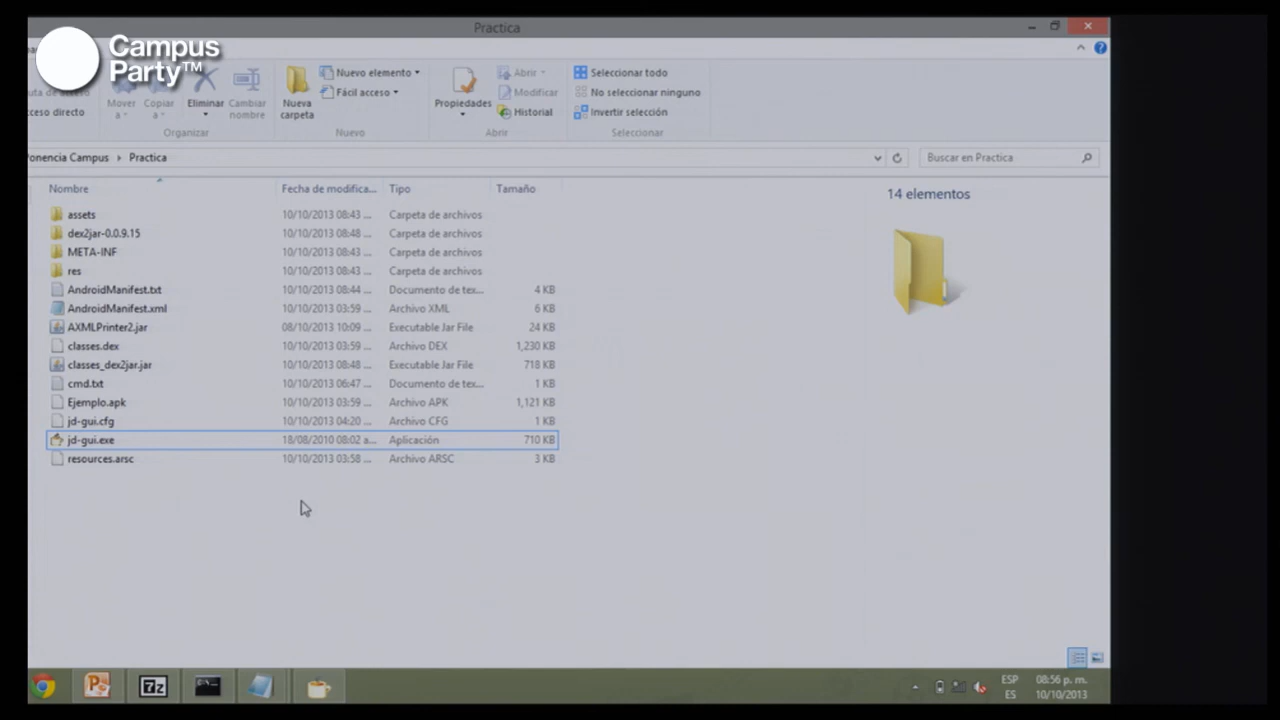 Practica
Campus
Party™
Mover
a
Copiar
a
Eliminar
Cambiar
nombre
ceso directo
Organizar
Nueva
carpeta
Nuevo elemento
Fácil acceso
Nuevo
Propiedades
Abrir
Modificar
Historial
Abrir
Seleccionar todo
No seleccionar ninguno
Invertir selección
Seleccionar
onencia Campus Practica
Buscar en Practica
Nombre Fecha de modifica... Tipo Tamaño
14 elementos
assets 10/10/2013 08:43 ... Carpeta de archivos
dex2jar-0.0.9.15 10/10/2013 08:48 ... Carpeta de archivos
META-INF 10/10/2013 08:43 ... Carpeta de archivos
res 10/10/2013 08:43 ... Carpeta de archivos
AndroidManifest.txt 10/10/2013 08:44 ... Documento de tex... 4 KB
AndroidManifest.xml 10/10/2013 03:59 ... Archivo XML 6 KB
AXMLPrinter2.jar 08/10/2013 10:09 ... Executable Jar File 24 KB
classes.dex 10/10/2013 03:59 ... Archivo DEX 1,230 KB
classes_dex2jar.jar 10/10/2013 08:48 ... Executable Jar File 718 KB
cmd.txt 10/10/2013 06:47 ... Documento de tex... 1 KB
Ejemplo.apk 10/10/2013 03:59 ... Archivo APK 1,121 KB
jd-gui.cfg 10/10/2013 04:20 ... Archivo CFG 1 KB
jd-gui.exe 18/08/2010 08:02 a... Aplicación 710 KB
resources.arsc 10/10/2013 03:58 ... Archivo ARSC 3 KB
7z
ESP
ES
08:56 p. m.
10/10/2013